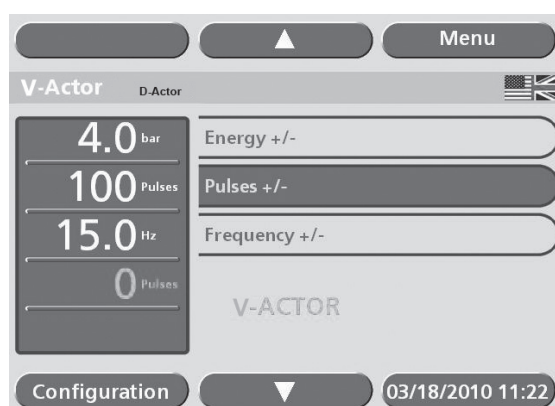 Menu
V-Actor D-Actor
4.0 bar Energy +/-
100 Pulses Pulses +/-
15.0 Hz Frequency +/-
0 Pulses
V-ACTOR
Configuration 03/18/2010 11:22